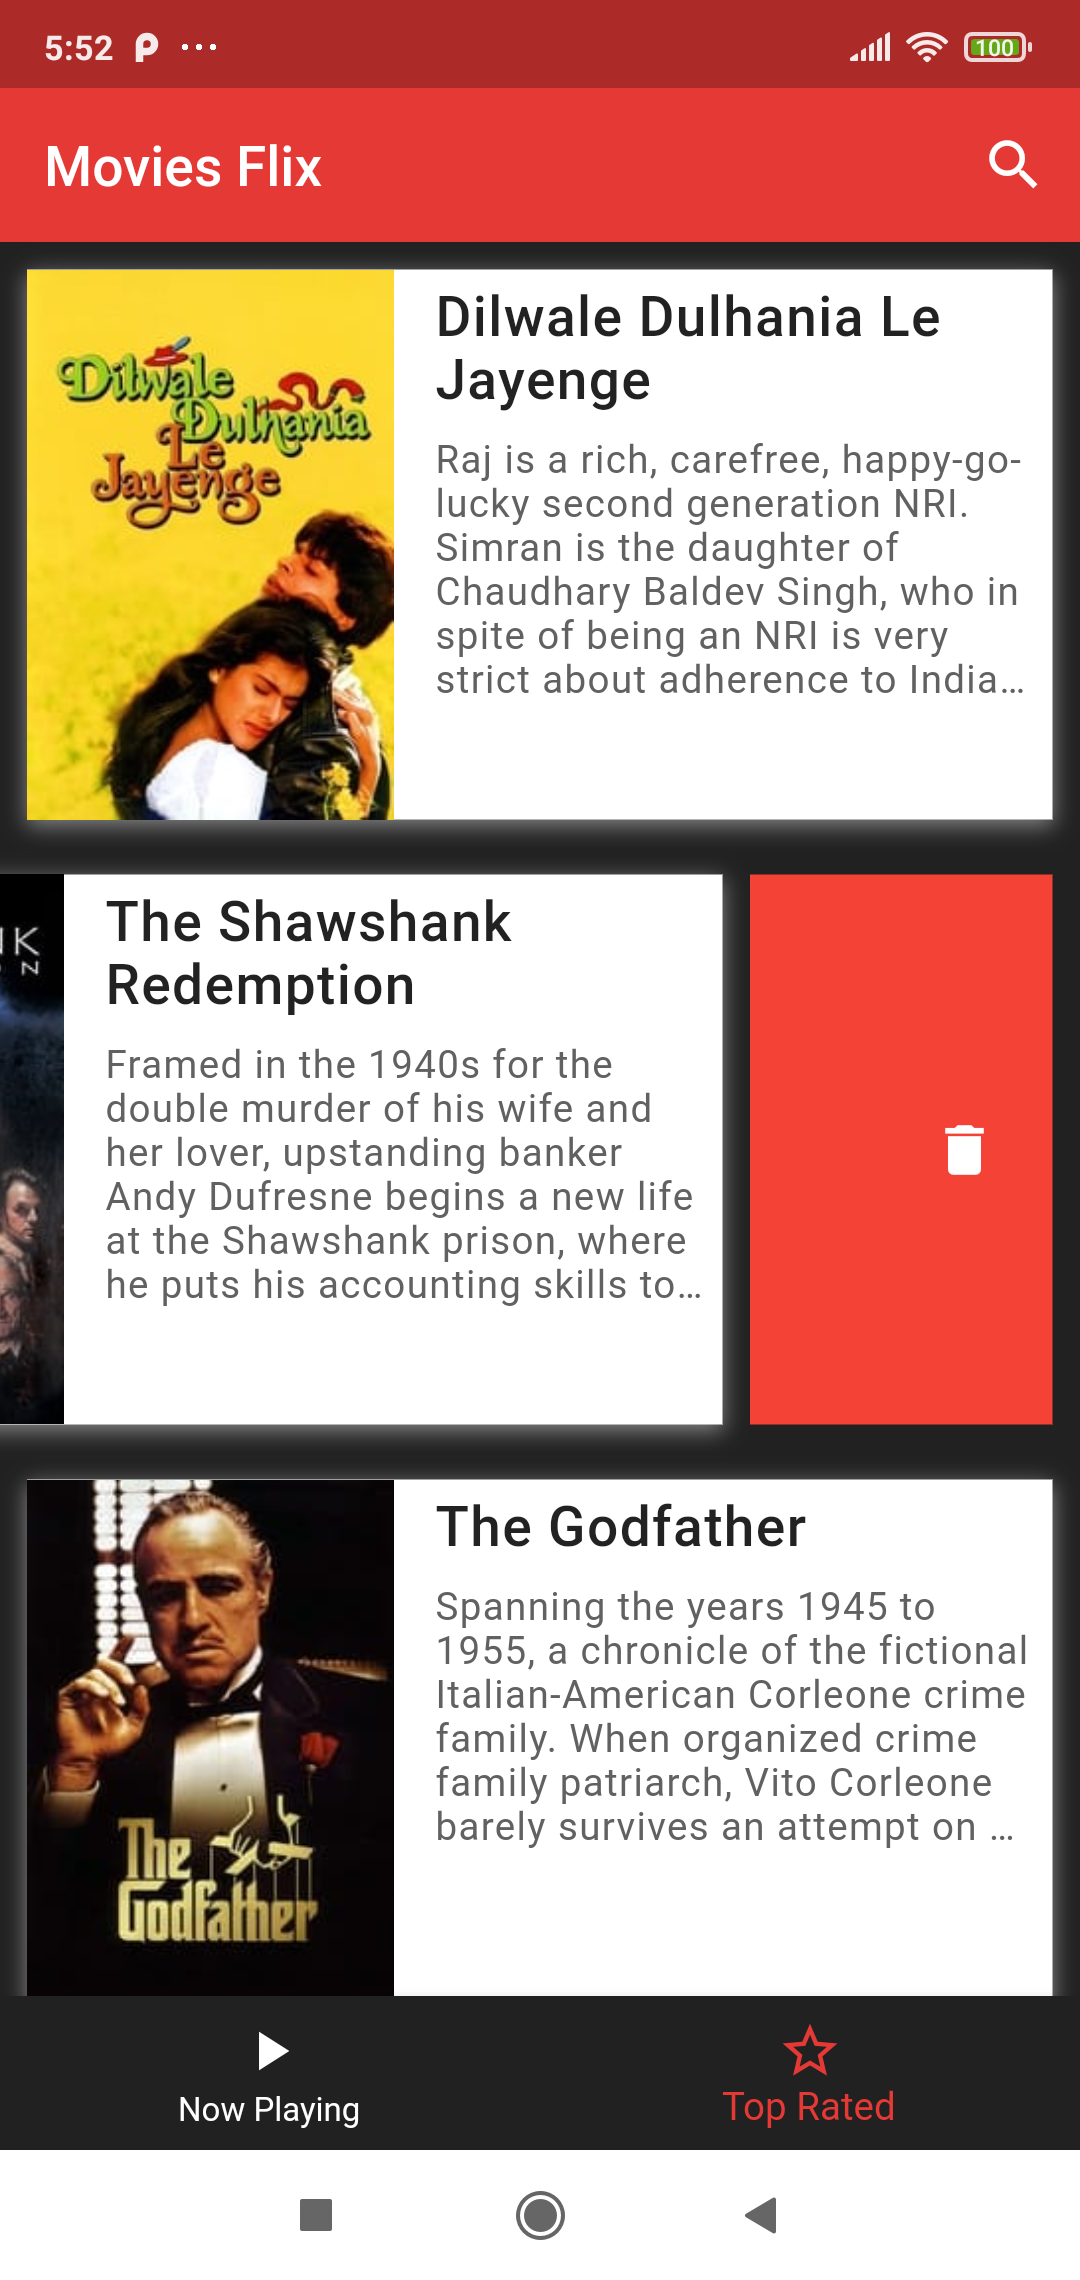 5:52
100
Movies Flix
Dilwale
Dulhania
Le
Jayenge
Dilwale Dulhania Le
Jayenge
Raj is a rich, carefree, happy-go-
lucky second generation NRI.
Simran is the daughter of
Chaudhary Baldev Singh, who in
spite of being an NRI is very
strict about adherence to India…
NK
ON
The Shawshank
Redemption
Framed in the 1940s for the
double murder of his wife and
her lover, upstanding banker
Andy Dufresne begins a new life
at the Shawshank prison, where
he puts his accounting skills to…
The
Godfather
The Godfather
Spanning the years 1945 to
1955, a chronicle of the fictional
Italian-American Corleone crime
family. When organized crime
family patriarch, Vito Corleone
barely survives an attempt on …
Now Playing
Top Rated